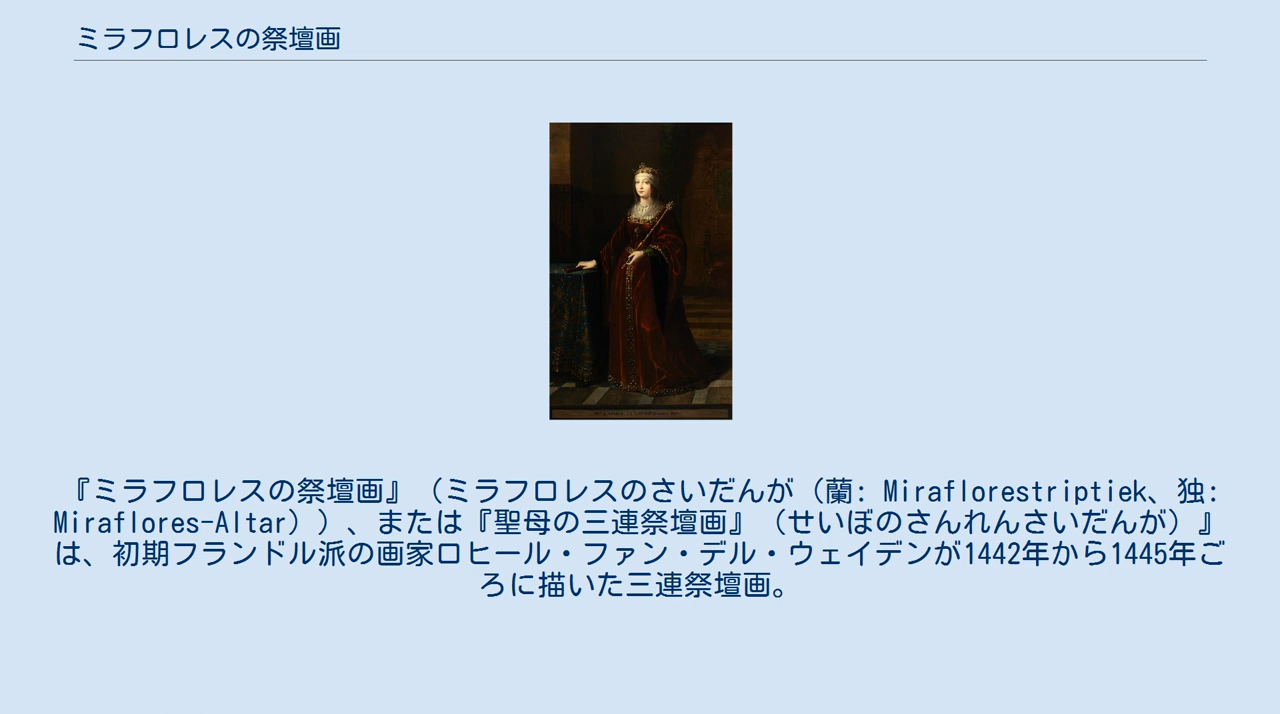 ミラフロレスの祭壇画
『ミラフロレスの祭壇画』（ミラフロレスのさいだんが（蘭: Miraflorestriptiek、独:
Miraflores-Altar））、または『聖母の三連祭壇画』（せいぼのさんれんさいだんが）』
は、初期フランドル派の画家ロヒール・ファン・デル・ウェイデンが1442年から1445年ご
ろに描いた三連祭壇画。